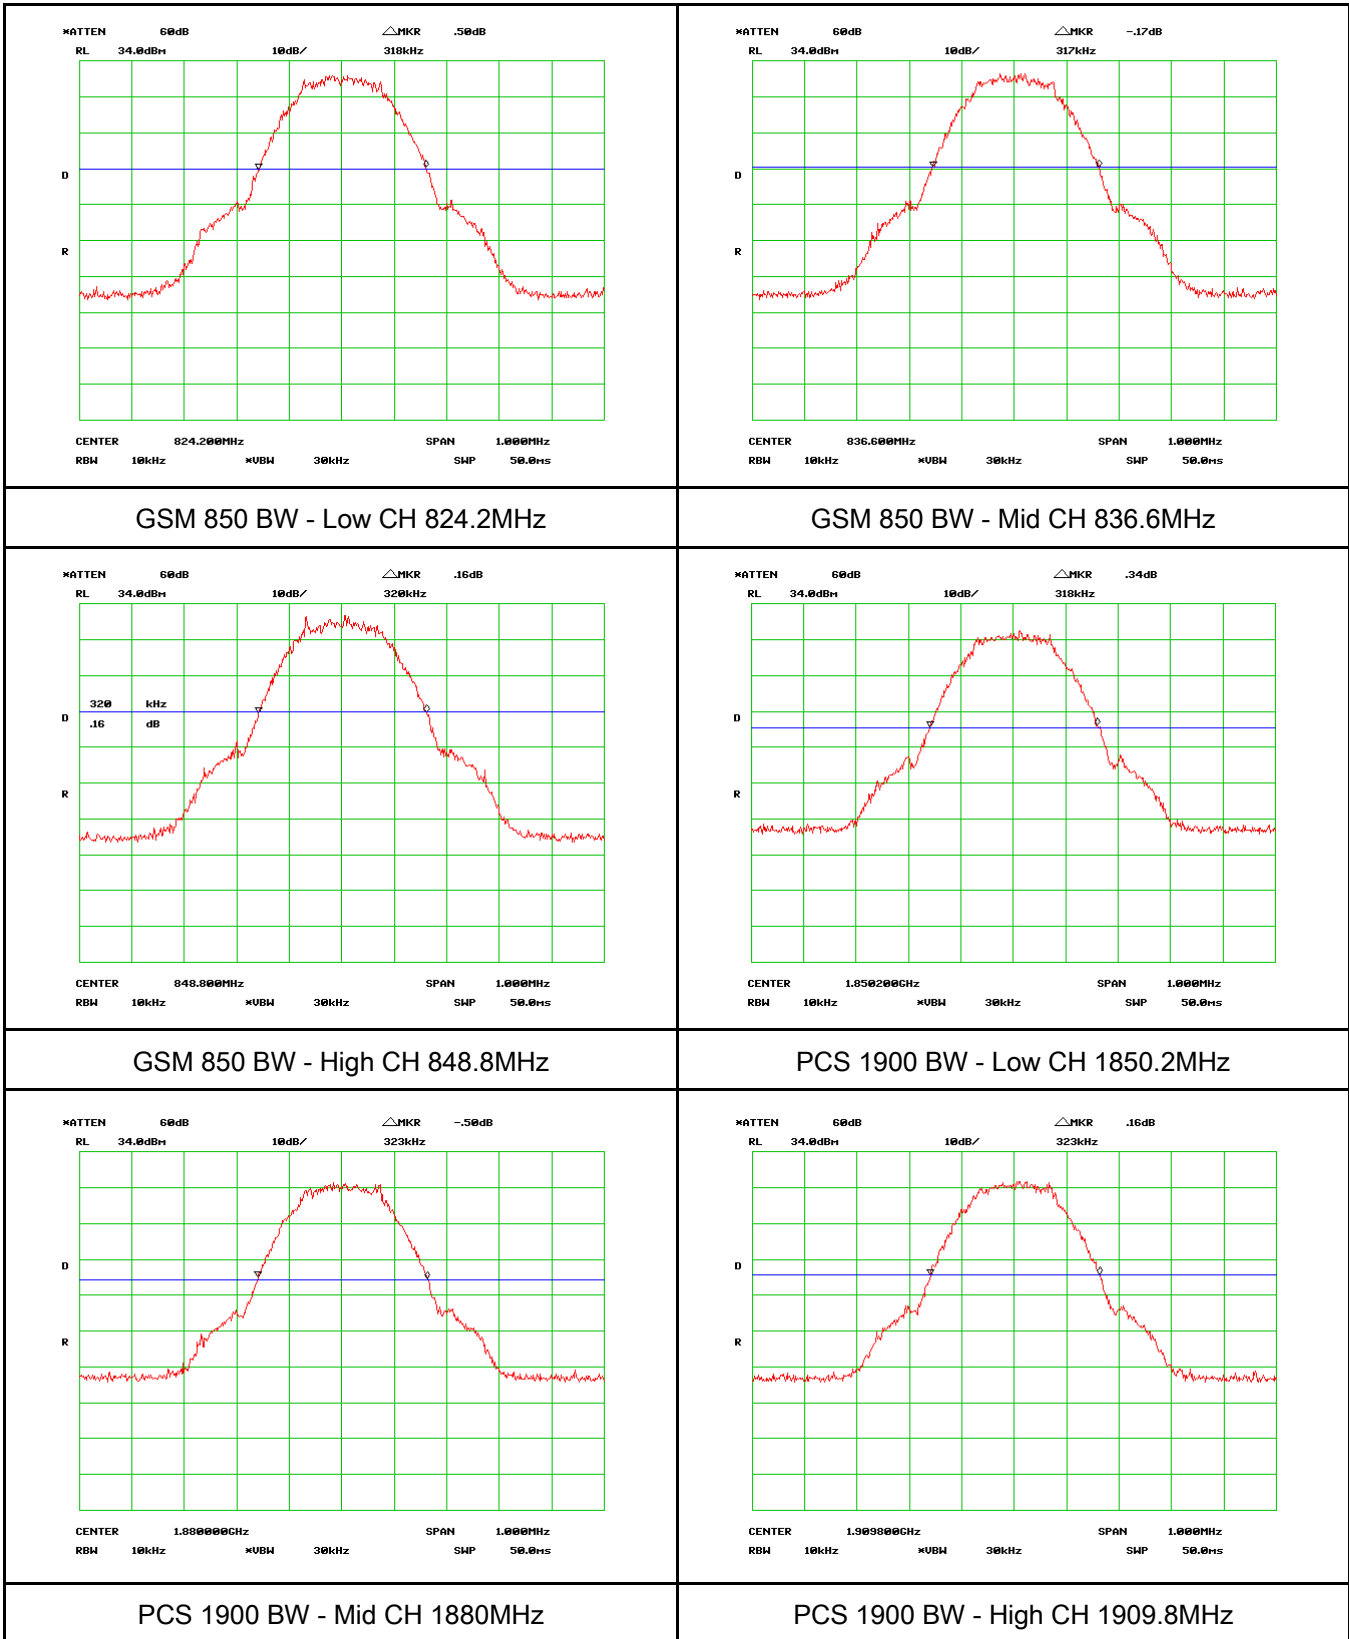 *ATTEN 60dB △MKR .50dB
RL 34.0dBm 10dB/ 318kHz
D
R
CENTER 824.200MHz SPAN 1.000MHz
RBW 10kHz *VBW 30kHz SWP 50.0ms
GSM 850 BW - Low CH 824.2MHz
*ATTEN 60dB △MKR -.17dB
RL 34.0dBm 10dB/ 317kHz
D
R
CENTER 836.600MHz SPAN 1.000MHz
RBW 10kHz *VBW 30kHz SWP 50.0ms
GSM 850 BW - Mid CH 836.6MHz
*ATTEN 60dB △MKR .16dB
RL 34.0dBm 10dB/ 320kHz
320 kHz
D
.16 dB
R
CENTER 848.800MHz SPAN 1.000MHz
RBW 10kHz *VBW 30kHz SWP 50.0ms
GSM 850 BW - High CH 848.8MHz
*ATTEN 60dB △MKR .34dB
RL 34.0dBm 10dB/ 318kHz
D
R
CENTER 1.850200GHz SPAN 1.000MHz
RBW 10kHz *VBW 30kHz SWP 50.0ms
PCS 1900 BW - Low CH 1850.2MHz
*ATTEN 60dB △MKR -.50dB
RL 34.0dBm 10dB/ 323kHz
D
R
CENTER 1.880000GHz SPAN 1.000MHz
RBW 10kHz *VBW 30kHz SWP 50.0ms
PCS 1900 BW - Mid CH 1880MHz
*ATTEN 60dB △MKR .16dB
RL 34.0dBm 10dB/ 323kHz
D
R
CENTER 1.909800GHz SPAN 1.000MHz
RBW 10kHz *VBW 30kHz SWP 50.0ms
PCS 1900 BW - High CH 1909.8MHz